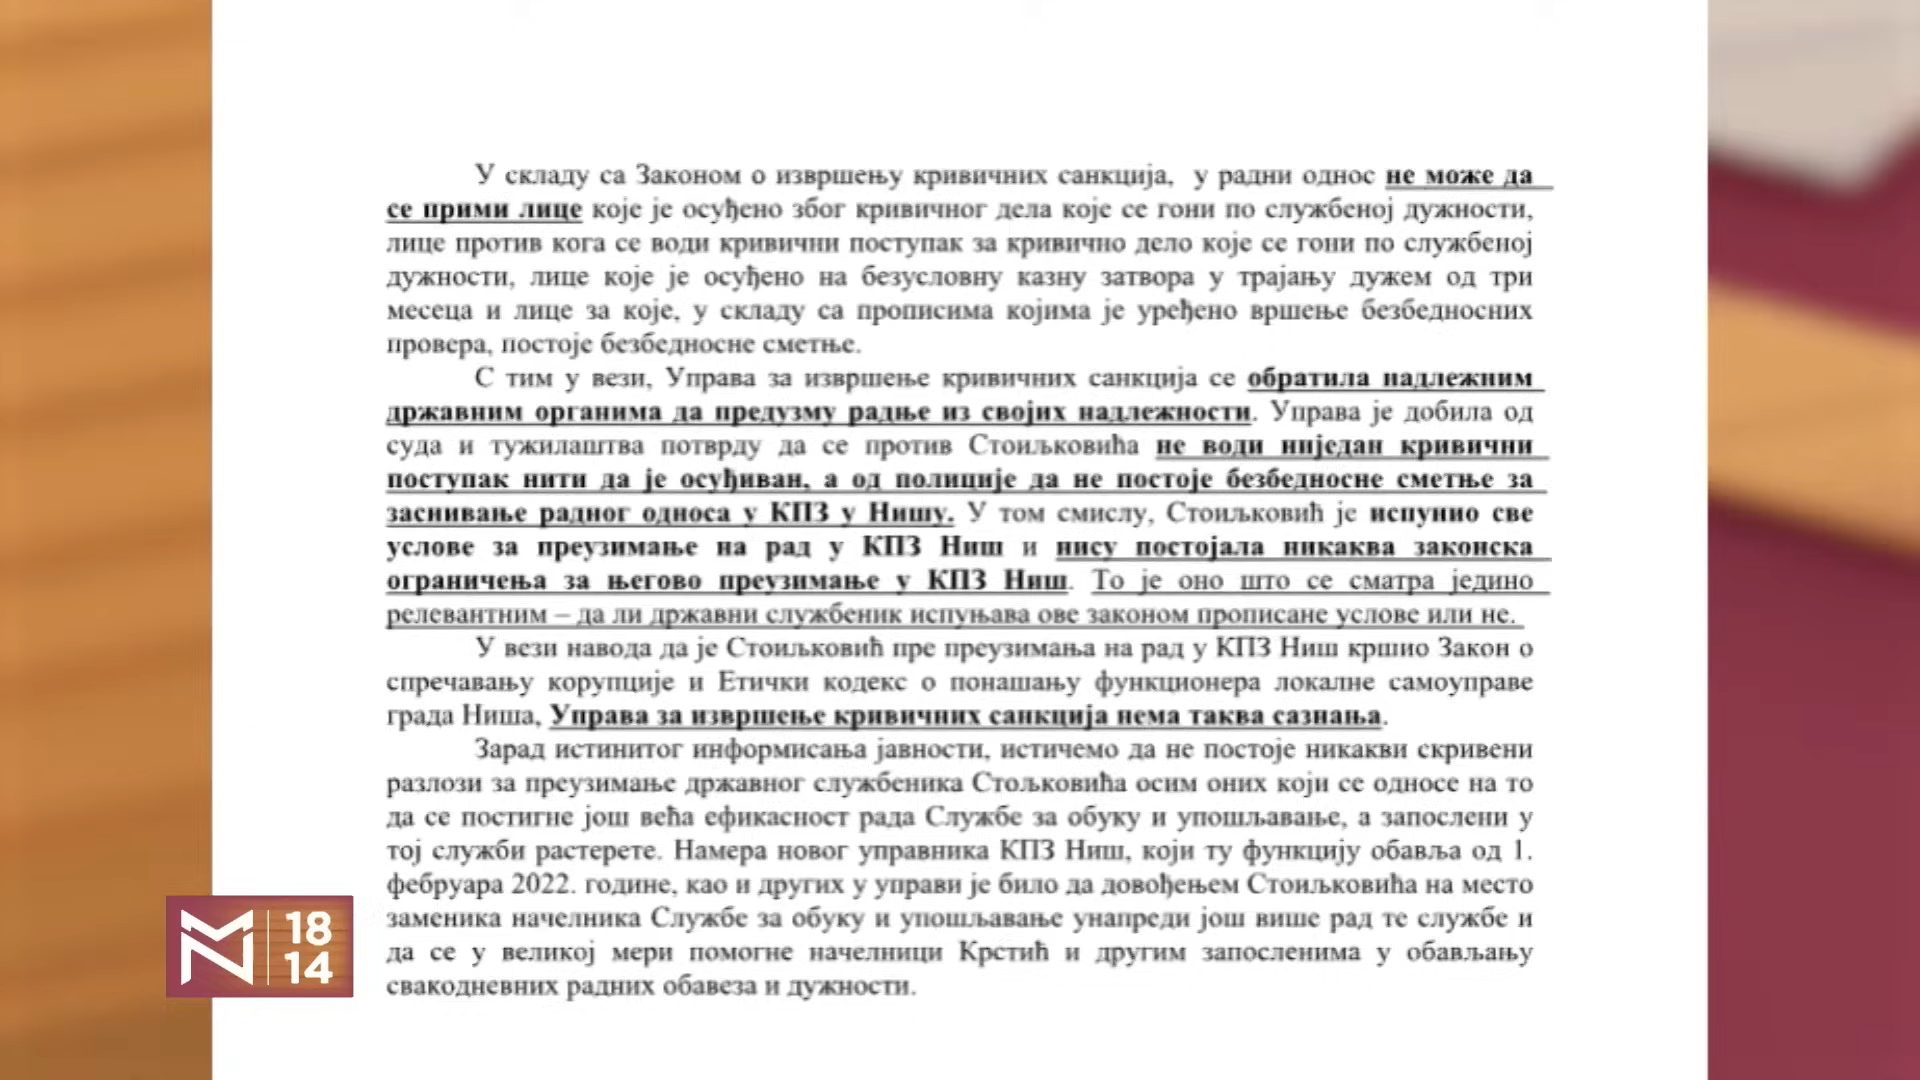 У складу са Законом о извршењу кривичних санкција, у радни однос не може да
се прими лице које је осуђено због кривичног дела које се гони по службеној дужности,
лице против кога се води кривични поступак за кривично дело које се гони по службеној
дужности, лице које је осуђено на безусловну казну затвора у трајању дужем од три
месеца и лице за које, у складу са прописима којима је уређено вршење безбедносних
провера, постоје безбедносне сметње.
С тим у вези, Управа за извршење кривичних санкција се обратила надлежним
државним органима да предузму радње из својих надлежности. Управа је добила од
суда и тужилаштва потврду да се против Стоиљковића не води ниједан кривични
поступак нити да је осуђиван, а од полиције да не постоје безбедносне сметње за
заснивање радног односа у КПЗ у Нишу. У том смислу, Стоиљковић је испунио све
услове за преузимање на рад у КПЗ Ниш и нису постојала никаква законска
ограничења за његово преузимање у КПЗ Ниш. То је оно што се сматра једино
релевантним – да ли државни службеник испуњава ове законом прописане услове или не.
У вези навода да је Стоиљковић пре преузимања на рад у КПЗ Ниш кршио Закон о
спречавању корупције и Етички кодекс о понашању функционера локалне самоуправе
града Ниша, Управа за извршење кривичних санкција нема таква сазнања.
Зарад истинитог информисања јавности, истичемо да не постоје никакви скривени
разлози за преузимање државног службеника Стољковића осим оних који се односе на то
да се постигне још већа ефикасност рада Службе за обуку и упошљавање, а запослени у
тој служби растерете. Намера новог управника КПЗ Ниш, који ту функцију обавља од 1.
фебруара 2022. године, као и других у управи је било да довођењем Стоиљковића на место
заменика начелника Службе за обуку и упошљавање унапреди још више рад те службе и
да се у великој мери помогне начелници Крстић и другим запосленима у обављању
свакодневних радних обавеза и дужности.
18
14